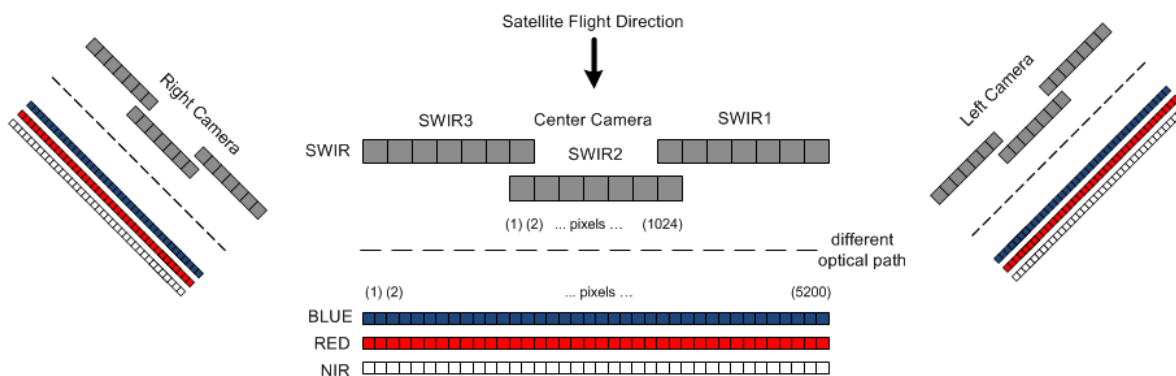 Satellite Flight Direction
Right Camera
Left Camera
SWIR3
Center Camera
SWIR1
SWIR
SWIR2
(1) (2) ... pixels ... (1024)
different
optical path
(1) (2) ... pixels ... (5200)
BLUE
RED
NIR